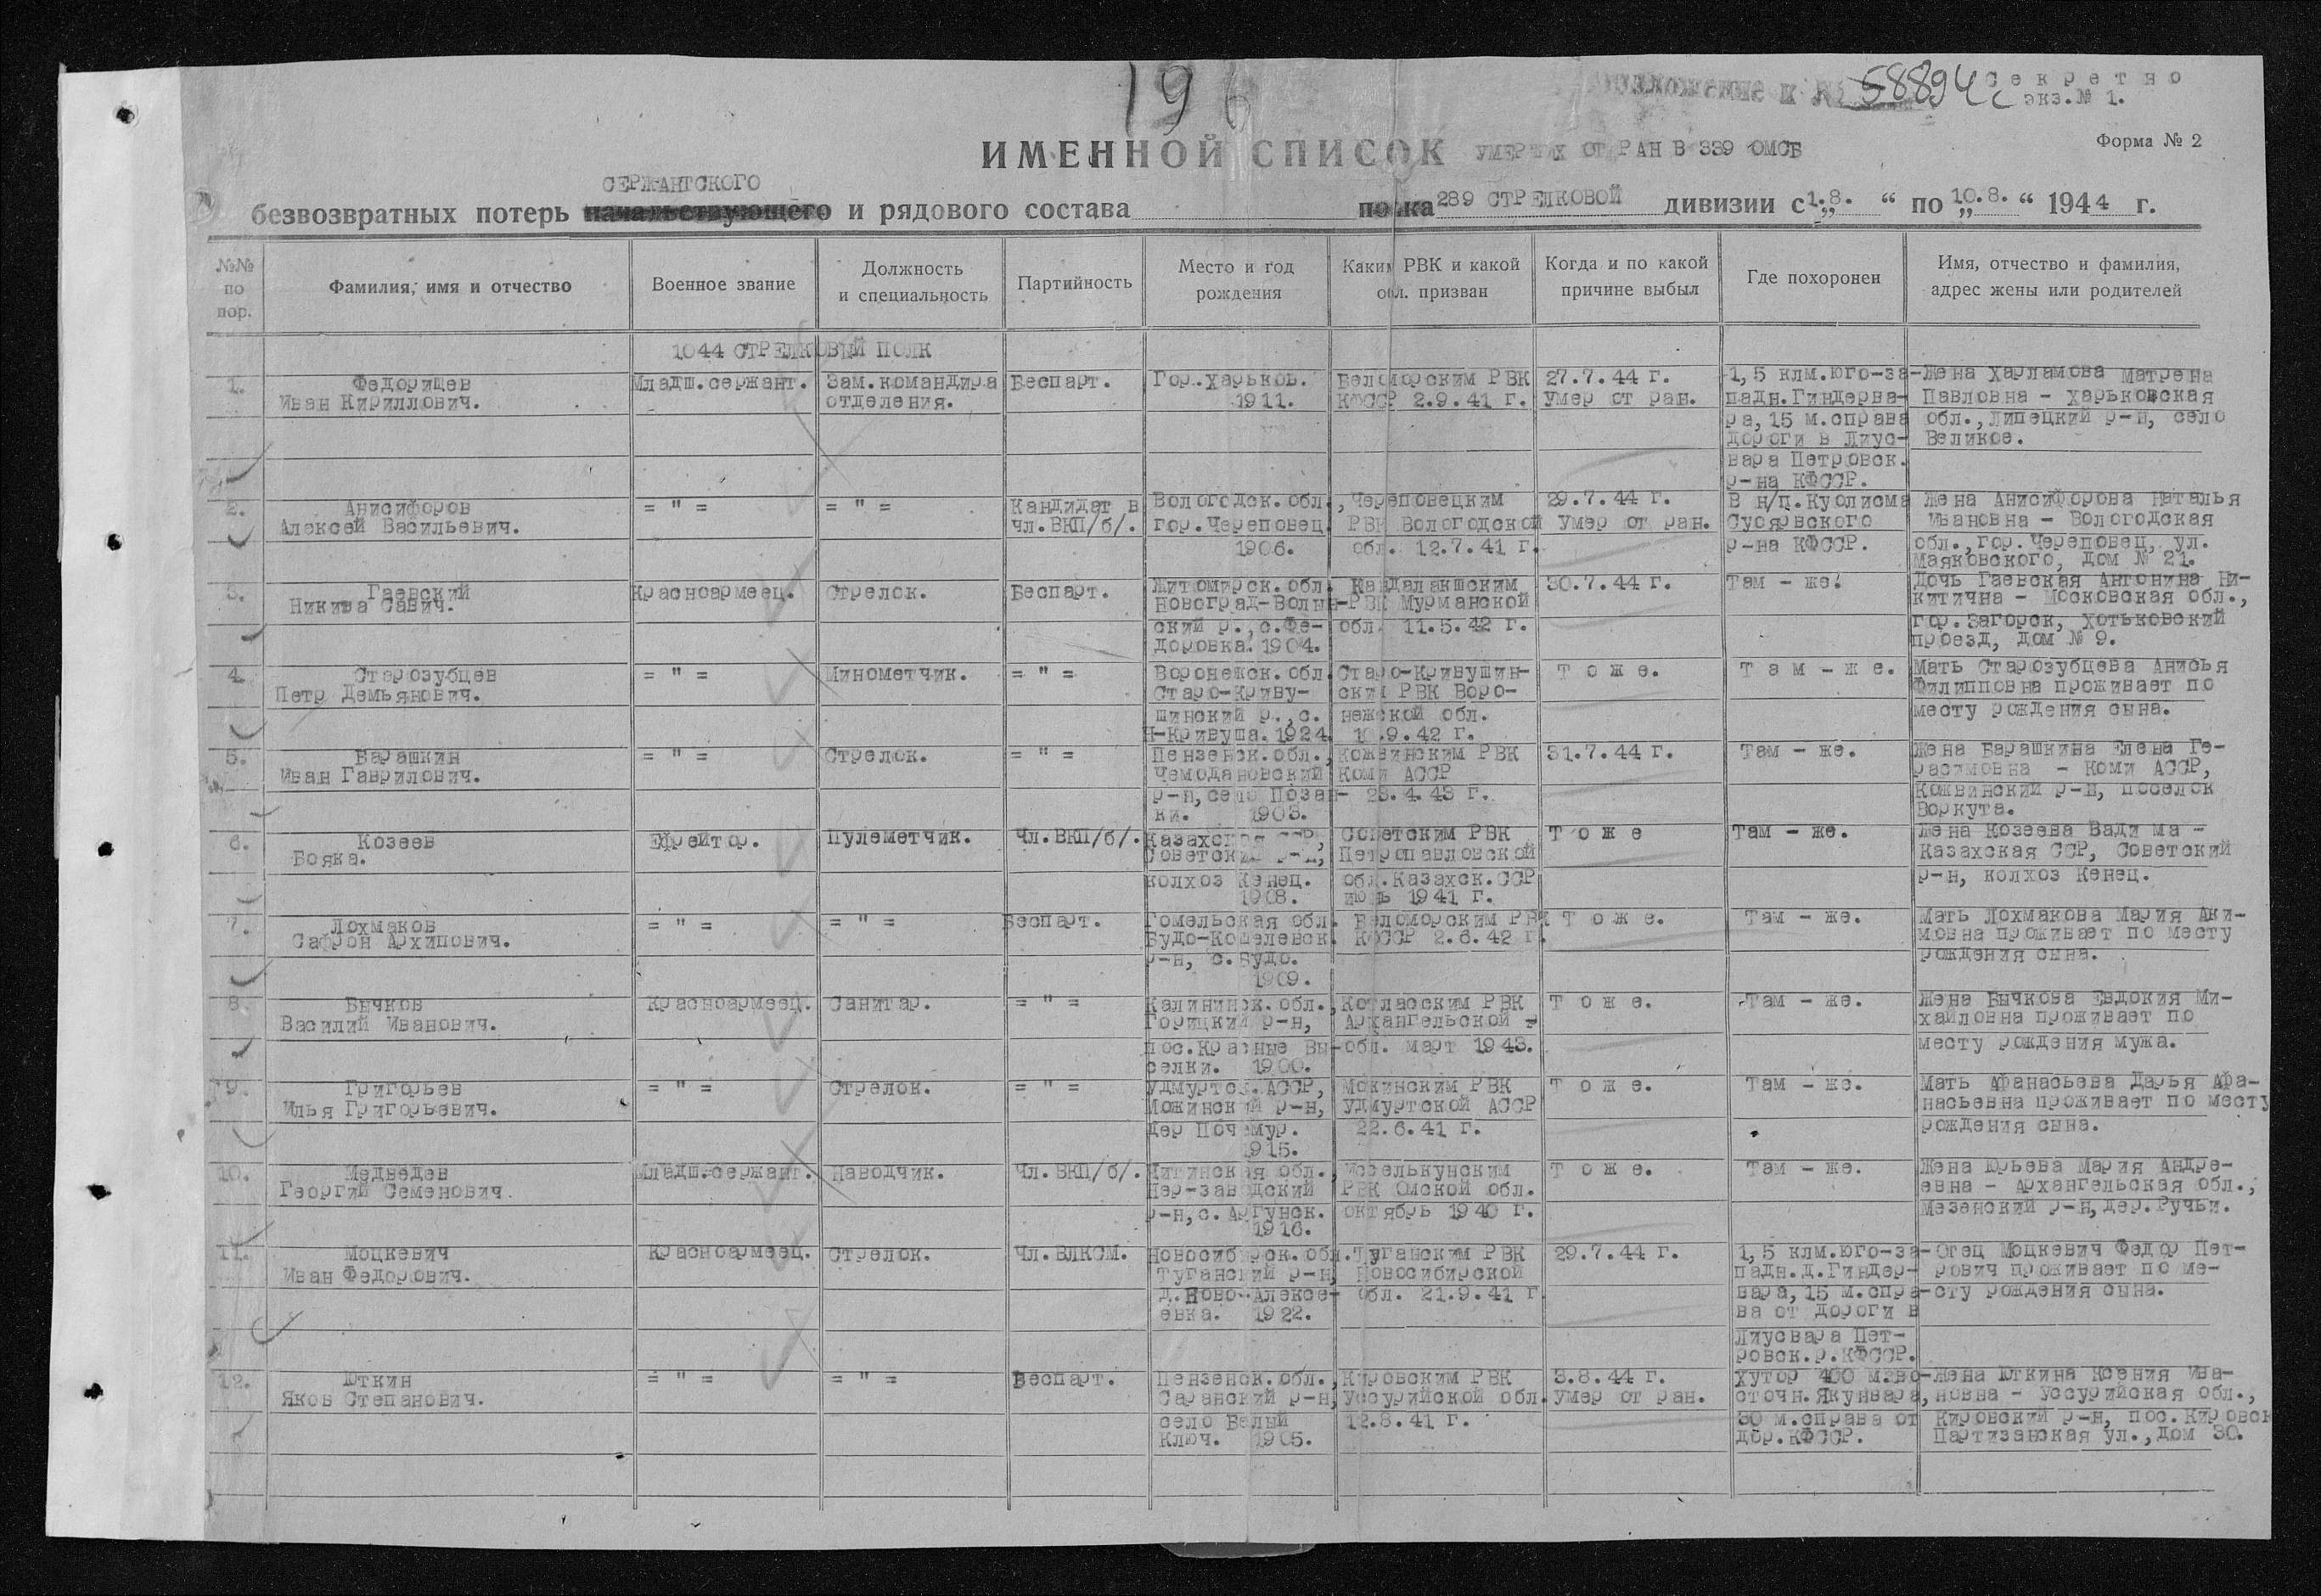 196
Приложение к № 58894с
Секретно
экз.№ 1.
Форма № 2
ИМЕННОЙ СПИСОК УМЕРШИХ ОТ РАН В 339 ОМСБ
СЕРЖАНТСКОГО
безвозвратных потерь начальствующего и рядового состава полка 289 СТРЕЛКОВОЙ дивизии с „1.8. “ по „10.8. “ 1944 г.
№№ по пор.
Фамилия, имя и отчество
Военное звание
Должность и специальность
Партийность
Место и год рождения
Каким РВК и какой обл. призван
Когда и по какой причине выбыл
Где похоронен
Имя, отчество и фамилия, адрес жены или родителей
1044 СТРЕЛКОВЫЙ ПОЛК
1. Федорищев Младш.сержант. Зам.командира Беспарт. Гор.Харьков. Беломорским РВК 27.7.44 г. 1,5 клм.юго-за- Жена Харламова Матрена
Иван Кириллович. отделения. 1911. КФССР 2.9.41 г. умер от ран. падн.Гиндерва- Павловна - Харьковская
ра,15 м.справа обл.,Липецкий р-н, село
дороги в Лиус- Великое.
вара Петровск.
р-на КФССР.
2. Анисифоров = " = = " = Кандидат в Вологодск.обл., Череповецким 29.7.44 г. В н/п.Куолисма Жена Анисифорова Наталья
Алексей Васильевич. чл.ВКП/б/. гор.Череповец РВК Вологодской умер от ран. Суоярвского Ивановна - Вологодская
1906. обл. 12.7.41 г. р-на КФССР. обл.,гор.Череповец, ул.
Маяковского, дом № 21.
3. Гаевский Красноармеец. Стрелок. Беспарт. Житомирск.обл. Кандалакшским 30.7.44 г. Там - же. Дочь Гаевская Антонина Ни-
Никита Савич. Новоград-Волын- РВК Мурманской китична - Московская обл.,
ский р.,с.Фе- обл. 11.5.42 г. гор.Загорск, Хотьковский
доровка.1904. проезд, дом № 9.
4. Старозубцев = " = Минометчик. = " = Воронежск.обл. Старо-Кривушин- Т о ж е. Т а м - ж е. Мать Старозубцева Анисья
Петр Демьянович. Старо-Криву- ским РВК Воро- Филипповна проживает по
шинский р.,с. нежской обл. месту рождения сына.
Н-Кривуша.1924. 10.9.42 г.
5. Барашкин = " = Стрелок. = " = Пензенск.обл., Кожвинским РВК 31.7.44 г. Там - же. Жена Барашкина Елена Ге-
Иван Гаврилович. Чемодановский Коми АССР расимовна - Коми АССР,
р-н,село Позан- 23.4.43 г. Кожвинский р-н, поселок
ки. 1903. Воркута.
6. Козеев Ефрейтор. Пулеметчик. Чл.ВКП/б/. Казахская ССР, Советским РВК Т о ж е Там - же. Жена Козеева Вадима -
Бояка. Советский р-н, Петропавловской Казахская ССР, Советский
колхоз Кенец. обл.Казахск.ССР р-н, колхоз Кенец.
1908. 1941 г.
7. Лохмаков = " = = " = Беспарт. Гомельская обл. Беломорским РВК Т о ж е. Там - же. Мать Лохмакова Мария Аки-
Сафрон Архипович. Будо-Кошелевск. КФССР 2.6.42 г. мовна проживает по месту
р-н, с.Будо. рождения сына.
1909.
8. Бычков Красноармеец. Санитар. = " = Калининск.обл., Котласским РВК Т о ж е. Там - же. Жена Бычкова Евдокия Ми-
Василий Иванович. Горицкий р-н, Архангельской хайловна проживает по
пос.Красные Вы- обл. март 1943. месту рождения мужа.
селки. 1900.
9. Григорьев = " = Стрелок. = " = Удмуртск.АССР, Можинским РВК Т о ж е. Там - же. Мать Афанасьева Дарья Афа-
Илья Григорьевич. Можинский р-н, Удмуртской АССР насьевна проживает по месту
дер Почемур. 22.6.41 г. рождения сына.
1915.
10. Медведев Младш.сержант. Наводчик. Чл.ВКП/б/. Читинская обл., Исселькунским Т о ж е. Там - же. Жена Юрьева Мария Андре-
Георгий Семенович. Нер-заводский РВК Омской обл. евна - Архангельская обл.,
р-н,с.Аргунск. октябрь 1940 г. Мезенский р-н,дер.Ручьи.
1916.
11. Моцкевич Красноармеец. Стрелок. Чл.ВЛКСМ. Новосибирск.обл. Туганским РВК 29.7.44 г. 1,5 клм.юго-за- Отец Моцкевич Федор Пет-
Иван Федорович. Туганский р-н, Новосибирской падн.д.Гиндер- рович проживает по ме-
д.Ново-Алексе- обл. 21.9.41 г. вара,15 м.спра- сту рождения сына.
евка. 1922. ва от дороги в
Лиусвара Пет-
ровск.р.КФССР.
12. Юткин = " = = " = Беспарт. Пензенск.обл., Кировским РВК 3.8.44 г. хутор 400 м.во- Жена Юткина Ксения Ива-
Яков Степанович. Саранский р-н, Уссурийской обл. умер от ран. сточн.Якунвара, новна - Уссурийская обл.,
село Белый 12.8.41 г. 30 м.справа от Кировский р-н, пос.Кировск
Ключ. 1905. дор.КФССР. Партизанская ул.,дом 30.